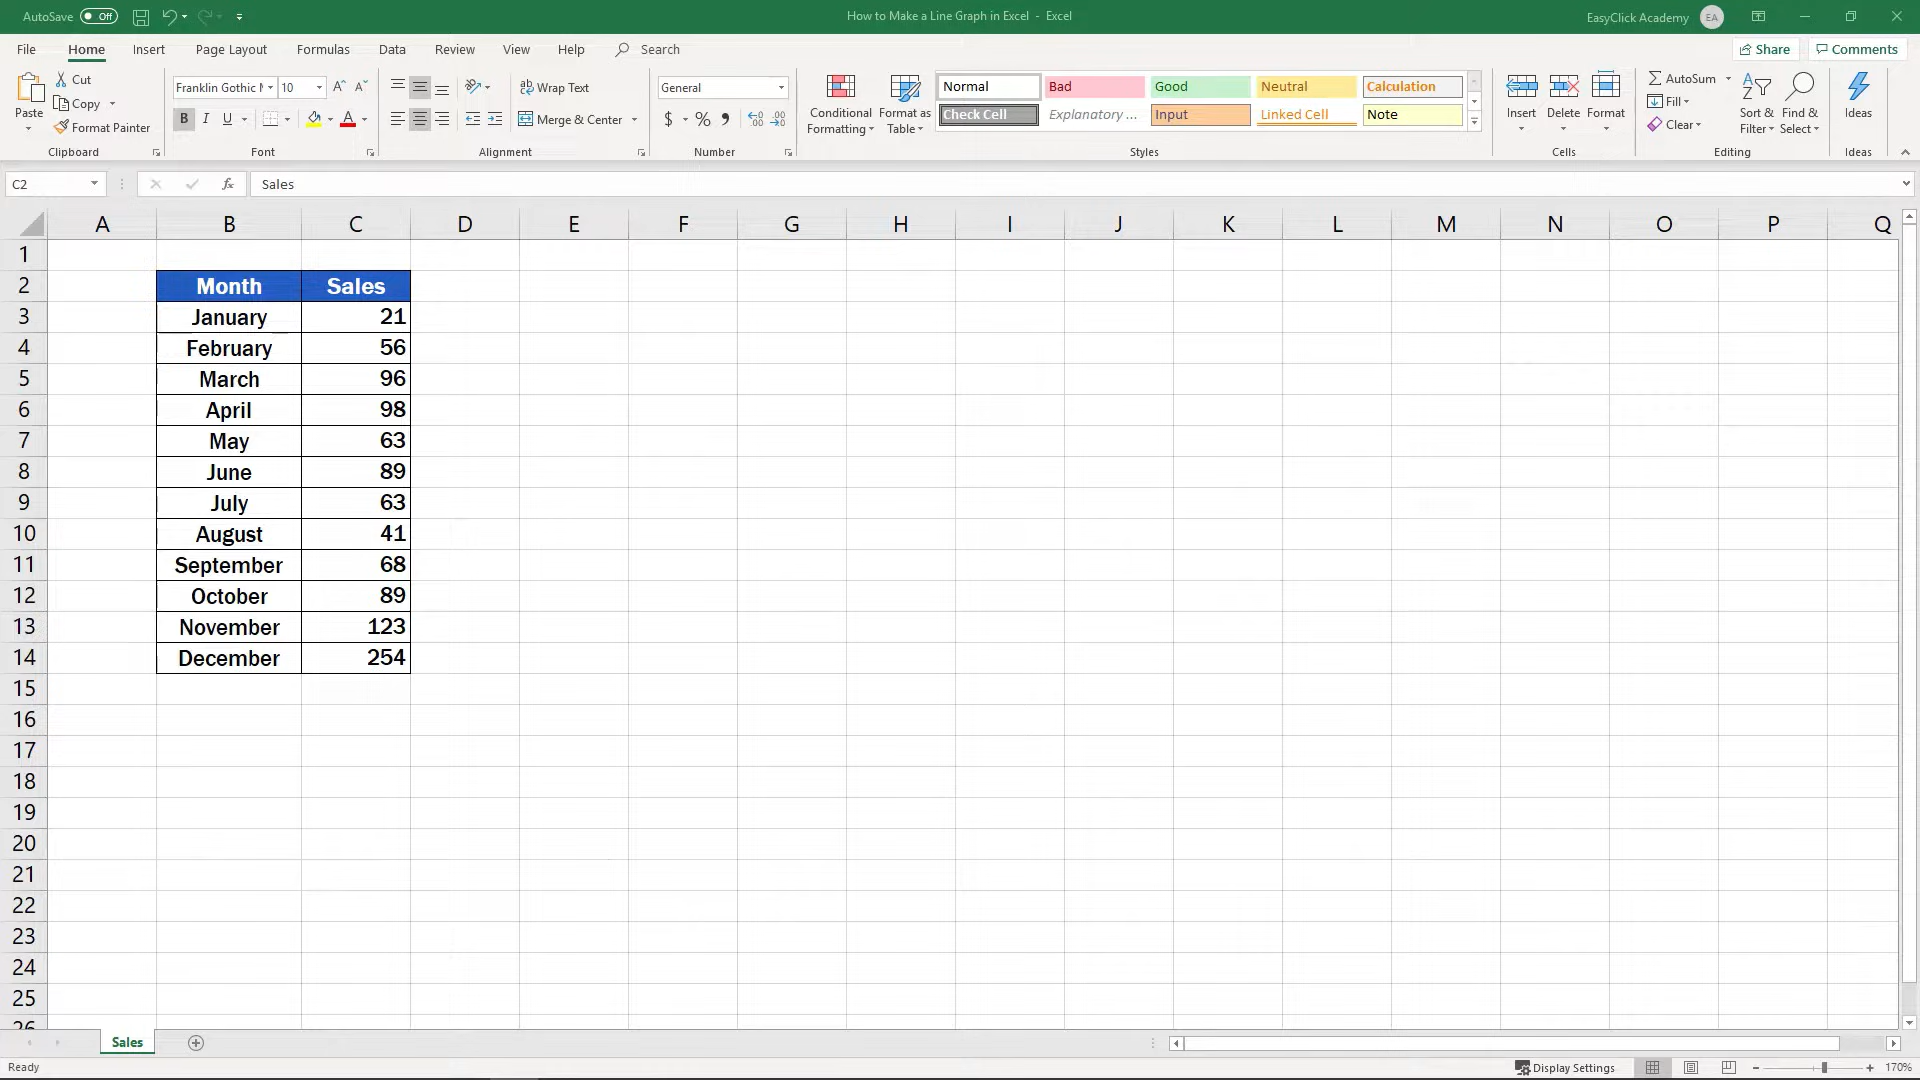 AutoSave Off How to Make a Line Graph in Excel - Excel EasyClick Academy EA
File Home Insert Page Layout Formulas Data Review View Help Search Share Comments
Paste Cut Copy Format Painter
Clipboard
Franklin Gothic 10
B I U A
Font
Wrap Text
Merge & Center
Alignment
General
$ %
Number
Conditional Formatting
Format as Table
Normal Bad Good Neutral Calculation
Check Cell Explanatory ... Input Linked Cell Note
Styles
Insert Delete Format
Cells
AutoSum
Fill
Clear
Sort & Filter
Find & Select
Editing
Ideas
Ideas
C2 fx Sales
A B C D E F G H I J K L M N O P Q
1
2 Month Sales
3 January 21
4 February 56
5 March 96
6 April 98
7 May 63
8 June 89
9 July 63
10 August 41
11 September 68
12 October 89
13 November 123
14 December 254
15
16
17
18
19
20
21
22
23
24
25
26
Sales
Ready Display Settings 170%